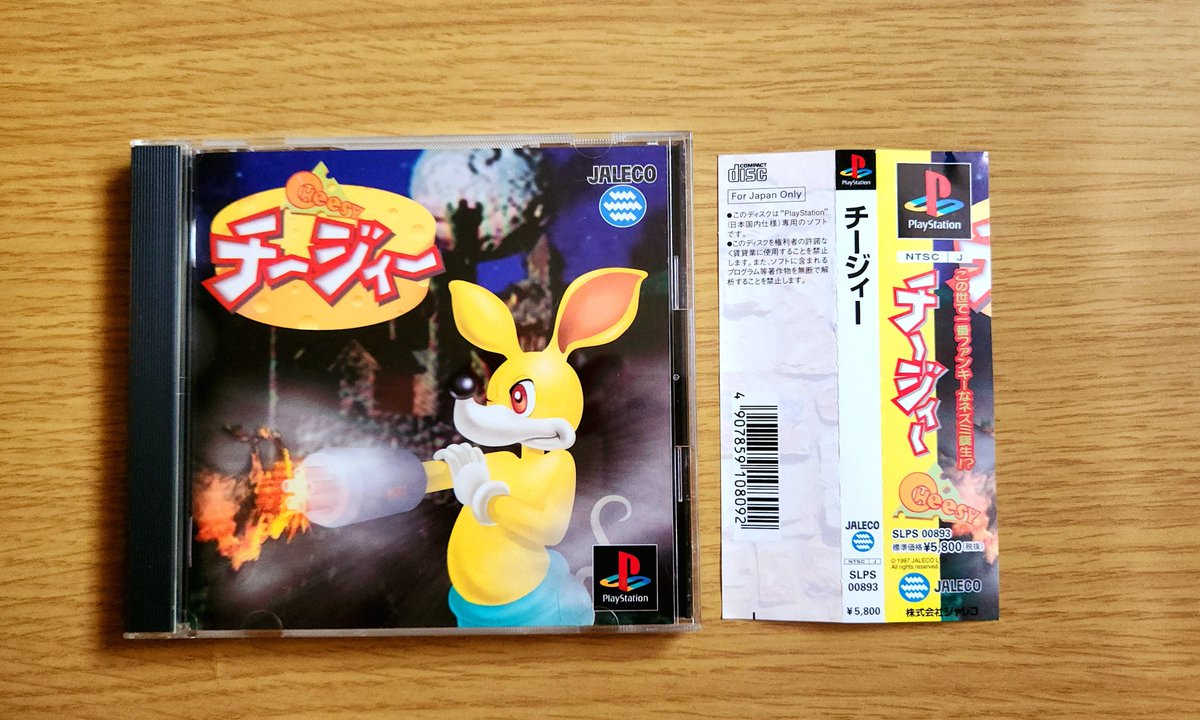 Cheesy
チージィー
JALECO
PlayStation
COMPACT
disc
For Japan Only
●このディスクは"PlayStation"
(日本国内仕様)専用のソフト
です。
●このディスクを権利者の許諾な
く賃貸業に使用することを禁止
します。また、ソフトに含まれる
プログラム等著作物を無断で解
析することを禁止します。
4 907859 108092
PlayStation
チージィー
JALECO
NTSC J
SLPS
00893
¥5,800
PlayStation
NTSC J
この世で一番ファンキーなネズミ誕生!?
チージィー
Cheesy
SLPS 00893
標準価格¥5,800(税抜)
© 1997 JALECO
All rights reserved.
JALECO
株式会社ジャレコ